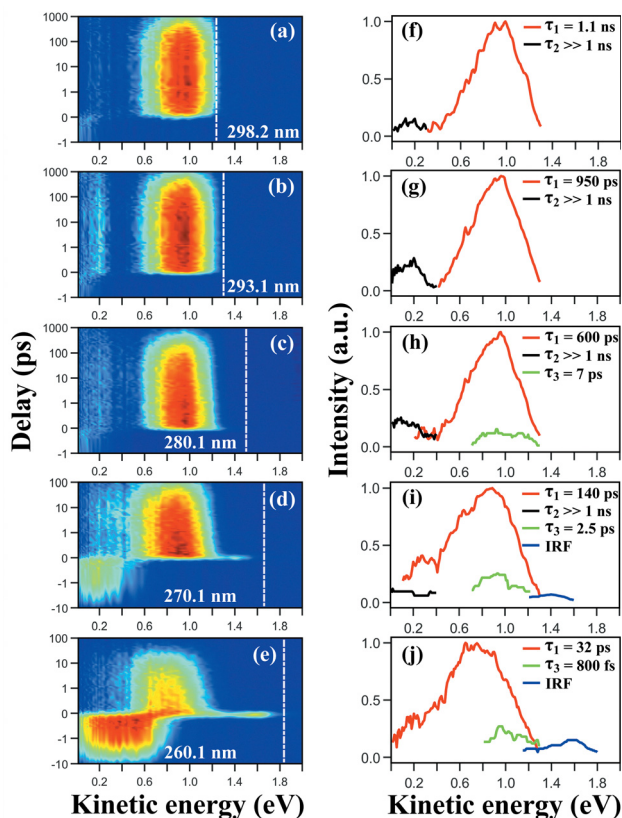 (a)
1000
100
10
1
0
-1
298.2 nm
0.2 0.6 1.0 1.4 1.8
(b)
1000
100
10
1
0
-1
293.1 nm
0.2 0.6 1.0 1.4 1.8
(c)
1000
100
10
1
0
-1
280.1 nm
0.2 0.6 1.0 1.4 1.8
(d)
100
10
1
0
-1
-10
270.1 nm
0.2 0.6 1.0 1.4 1.8
(e)
100
10
1
0
-1
-10
260.1 nm
0.2 0.6 1.0 1.4 1.8
Delay (ps)
Kinetic energy (eV)
(f)
τ1 = 1.1 ns
τ2 >> 1 ns
1.0
0.5
0.0
0.2 0.6 1.0 1.4 1.8
(g)
τ1 = 950 ps
τ2 >> 1 ns
1.0
0.5
0.0
0.2 0.6 1.0 1.4 1.8
(h)
τ1 = 600 ps
τ2 >> 1 ns
τ3 = 7 ps
1.0
0.5
0.0
0.2 0.6 1.0 1.4 1.8
(i)
τ1 = 140 ps
τ2 >> 1 ns
τ3 = 2.5 ps
IRF
1.0
0.5
0.0
0.2 0.6 1.0 1.4 1.8
(j)
τ1 = 32 ps
τ3 = 800 fs
IRF
1.0
0.5
0.0
0.2 0.6 1.0 1.4 1.8
Intensity (a.u.)
Kinetic energy (eV)